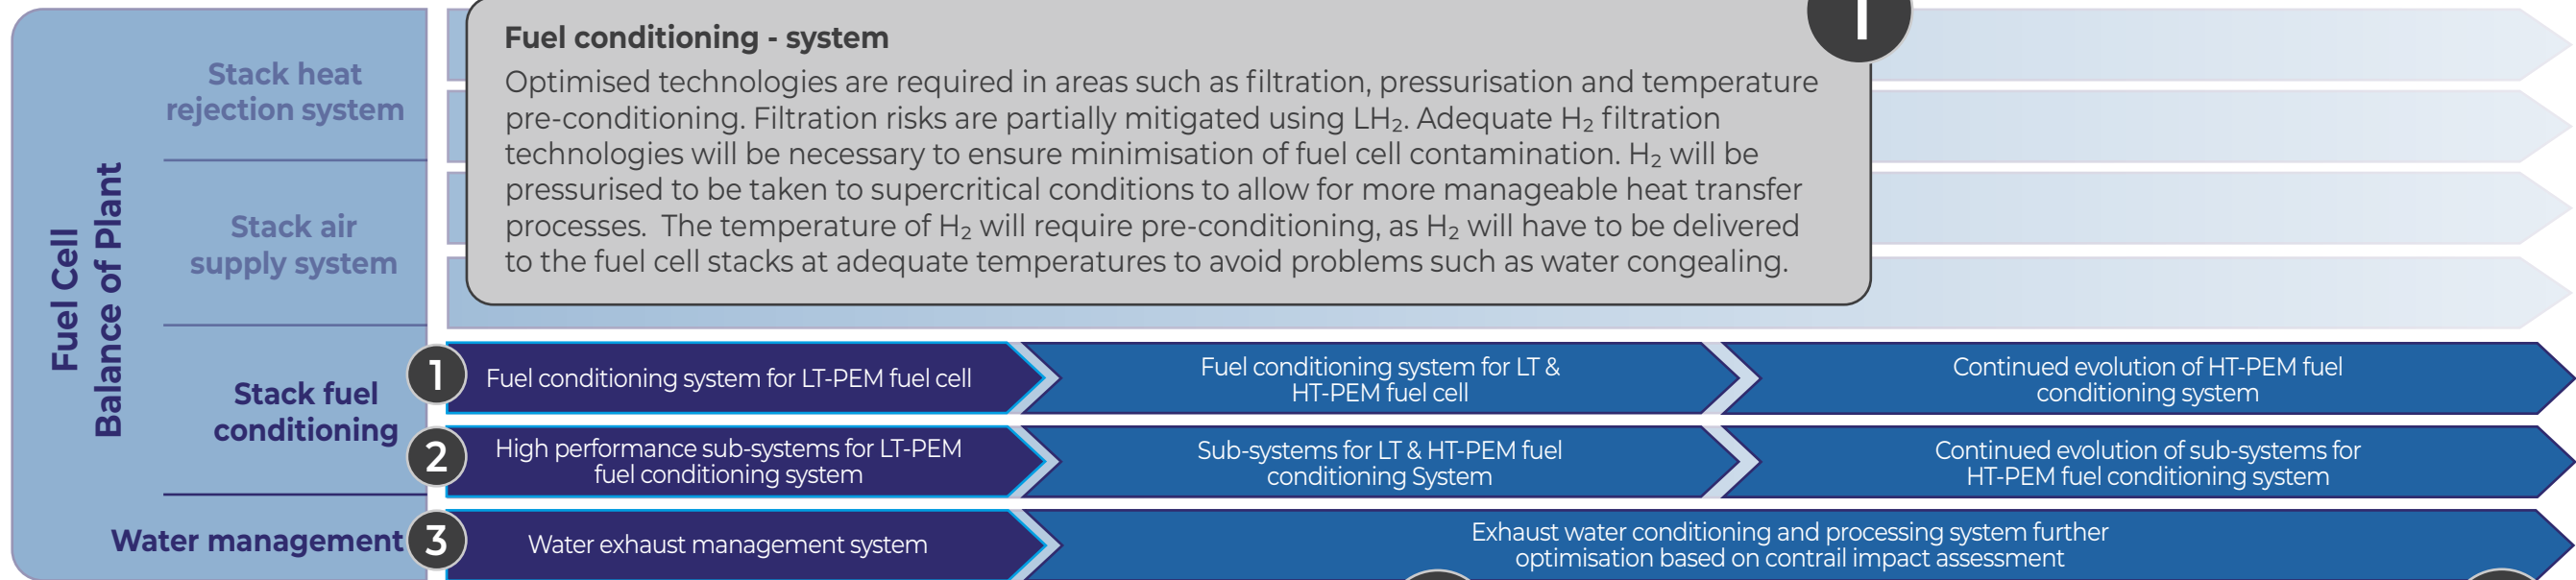 Fuel Cell
Balance of Plant
Stack heat
rejection system
Stack air
supply system
Stack fuel
conditioning
Water management
1
Fuel conditioning - system
Optimised technologies are required in areas such as filtration, pressurisation and temperature
pre-conditioning. Filtration risks are partially mitigated using LH₂. Adequate H₂ filtration
technologies will be necessary to ensure minimisation of fuel cell contamination. H₂ will be
pressurised to be taken to supercritical conditions to allow for more manageable heat transfer
processes.  The temperature of H₂ will require pre-conditioning, as H₂ will have to be delivered
to the fuel cell stacks at adequate temperatures to avoid problems such as water congealing.
1
Fuel conditioning system for LT-PEM fuel cell
Fuel conditioning system for LT &
HT-PEM fuel cell
Continued evolution of HT-PEM fuel
conditioning system
2
High performance sub-systems for LT-PEM
fuel conditioning system
Sub-systems for LT & HT-PEM fuel
conditioning System
Continued evolution of sub-systems for
HT-PEM fuel conditioning system
3
Water exhaust management system
Exhaust water conditioning and processing system further
optimisation based on contrail impact assessment